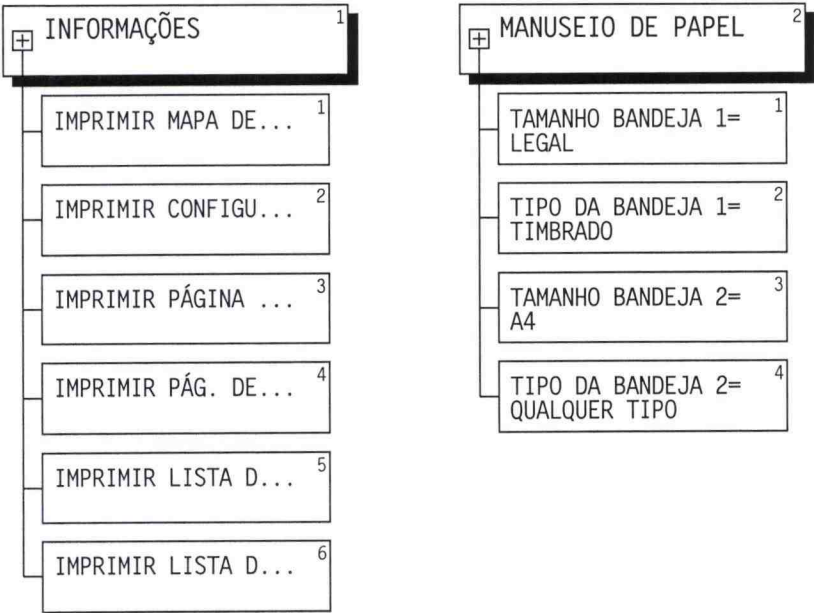 INFORMAÇÕES 1
IMPRIMIR MAPA DE... 1
IMPRIMIR CONFIGU... 2
IMPRIMIR PÁGINA ... 3
IMPRIMIR PÁG. DE... 4
IMPRIMIR LISTA D... 5
IMPRIMIR LISTA D... 6
MANUSEIO DE PAPEL 2
TAMANHO BANDEJA 1= 1
LEGAL
TIPO DA BANDEJA 1= 2
TIMBRADO
TAMANHO BANDEJA 2= 3
A4
TIPO DA BANDEJA 2= 4
QUALQUER TIPO